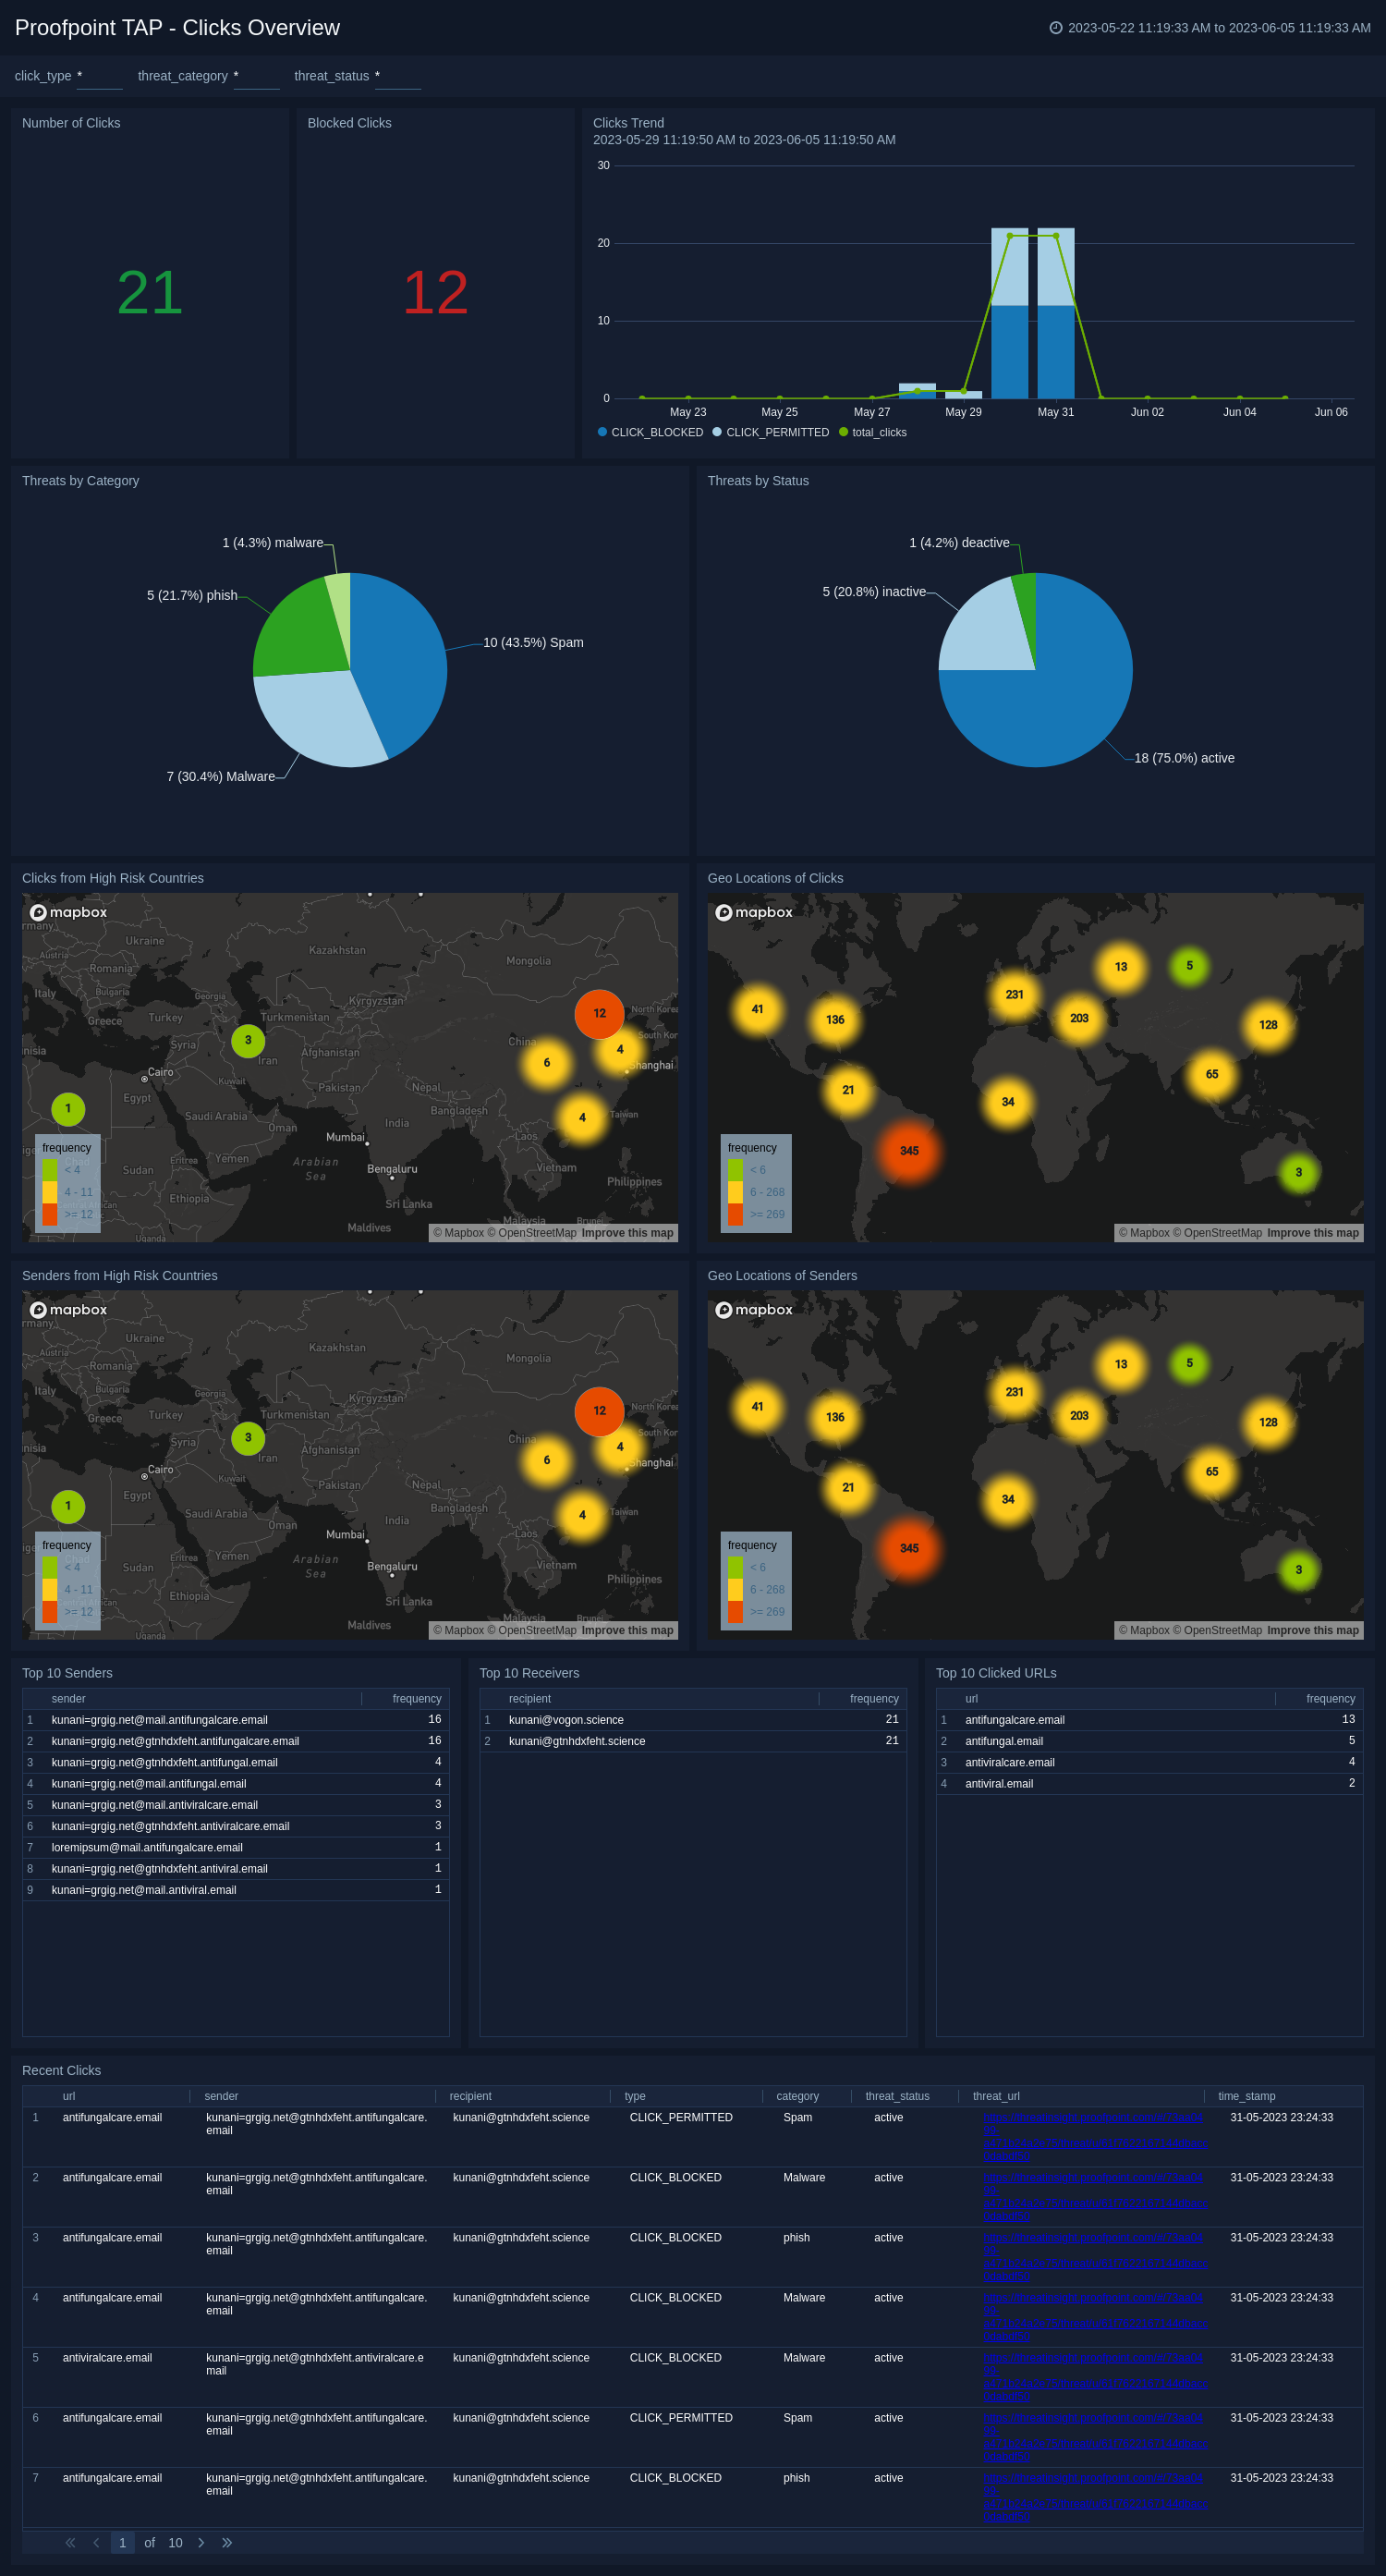 Proofpoint TAP - Clicks Overview
2023-05-22 11:19:33 AM to 2023-06-05 11:19:33 AM
click_type * threat_category * threat_status *
Number of Clicks
21
Blocked Clicks
12
Clicks Trend
2023-05-29 11:19:50 AM to 2023-06-05 11:19:50 AM
30
20
10
0
May 23 May 25 May 27 May 29 May 31 Jun 02 Jun 04 Jun 06
CLICK_BLOCKED CLICK_PERMITTED total_clicks
Threats by Category
1 (4.3%) malware
5 (21.7%) phish
10 (43.5%) Spam
7 (30.4%) Malware
Threats by Status
1 (4.2%) deactive
5 (20.8%) inactive
18 (75.0%) active
Clicks from High Risk Countries
mapbox
rmany
Ukraine
Kazakhstan
Mongolia
Austria
Romania
Italy
Bulgaria
Georgia
Kyrgyzstan
North Korea
Greece
Turkey
Turkmenistan
12
South Kor
nisia
Syria
3
Iran
Afghanistan
China
6
4
Shanghai
Cairo
Kuwait
Pakistan
Nepal
1
Egypt
Saudi Arabia
Bangladesh
4
Taiwan
Oman
India
Mumbai
Laos
frequency
< 4
4 - 11
>= 12
Chad
Sudan
Eritrea
Yemen
Arabian
Sea
Bengaluru
Vietnam
Philippines
Ethiopia
Sri Lanka
Maldives
Malaysia
Brunei
Uganda
© Mapbox © OpenStreetMap Improve this map
Geo Locations of Clicks
mapbox
13
5
231
41
136
203
128
65
21
34
345
3
frequency
< 6
6 - 268
>= 269
© Mapbox © OpenStreetMap Improve this map
Senders from High Risk Countries
mapbox
rmany
Ukraine
Kazakhstan
Mongolia
Austria
Romania
Italy
Bulgaria
Georgia
Kyrgyzstan
North Korea
Greece
Turkey
Turkmenistan
12
South Kor
nisia
Syria
3
Iran
Afghanistan
China
6
4
Shanghai
Cairo
Kuwait
Pakistan
Nepal
1
Egypt
Saudi Arabia
Bangladesh
4
Taiwan
Oman
India
Mumbai
Laos
frequency
< 4
4 - 11
>= 12
Chad
Sudan
Eritrea
Yemen
Arabian
Sea
Bengaluru
Vietnam
Philippines
Ethiopia
Sri Lanka
Maldives
Malaysia
Brunei
Uganda
© Mapbox © OpenStreetMap Improve this map
Geo Locations of Senders
mapbox
13
5
231
41
136
203
128
65
21
34
345
3
frequency
< 6
6 - 268
>= 269
© Mapbox © OpenStreetMap Improve this map
Top 10 Senders
sender frequency
1 kunani=grgig.net@mail.antifungalcare.email 16
2 kunani=grgig.net@gtnhdxfeht.antifungalcare.email 16
3 kunani=grgig.net@gtnhdxfeht.antifungal.email 4
4 kunani=grgig.net@mail.antifungal.email 4
5 kunani=grgig.net@mail.antiviralcare.email 3
6 kunani=grgig.net@gtnhdxfeht.antiviralcare.email 3
7 loremipsum@mail.antifungalcare.email 1
8 kunani=grgig.net@gtnhdxfeht.antiviral.email 1
9 kunani=grgig.net@mail.antiviral.email 1
Top 10 Receivers
recipient frequency
1 kunani@vogon.science 21
2 kunani@gtnhdxfeht.science 21
Top 10 Clicked URLs
url frequency
1 antifungalcare.email 13
2 antifungal.email 5
3 antiviralcare.email 4
4 antiviral.email 2
Recent Clicks
url sender recipient type category threat_status threat_url time_stamp
1 antifungalcare.email kunani=grgig.net@gtnhdxfeht.antifungalcare. kunani@gtnhdxfeht.science CLICK_PERMITTED Spam active 31-05-2023 23:24:33
email
2 antifungalcare.email kunani=grgig.net@gtnhdxfeht.antifungalcare. kunani@gtnhdxfeht.science CLICK_BLOCKED Malware active 31-05-2023 23:24:33
email
3 antifungalcare.email kunani=grgig.net@gtnhdxfeht.antifungalcare. kunani@gtnhdxfeht.science CLICK_BLOCKED phish active 31-05-2023 23:24:33
email
4 antifungalcare.email kunani=grgig.net@gtnhdxfeht.antifungalcare. kunani@gtnhdxfeht.science CLICK_BLOCKED Malware active 31-05-2023 23:24:33
email
5 antiviralcare.email kunani=grgig.net@gtnhdxfeht.antiviralcare.e kunani@gtnhdxfeht.science CLICK_BLOCKED Malware active 31-05-2023 23:24:33
mail
6 antifungalcare.email kunani=grgig.net@gtnhdxfeht.antifungalcare. kunani@gtnhdxfeht.science CLICK_PERMITTED Spam active 31-05-2023 23:24:33
email
7 antifungalcare.email kunani=grgig.net@gtnhdxfeht.antifungalcare. kunani@gtnhdxfeht.science CLICK_BLOCKED phish active 31-05-2023 23:24:33
email
1 of 10